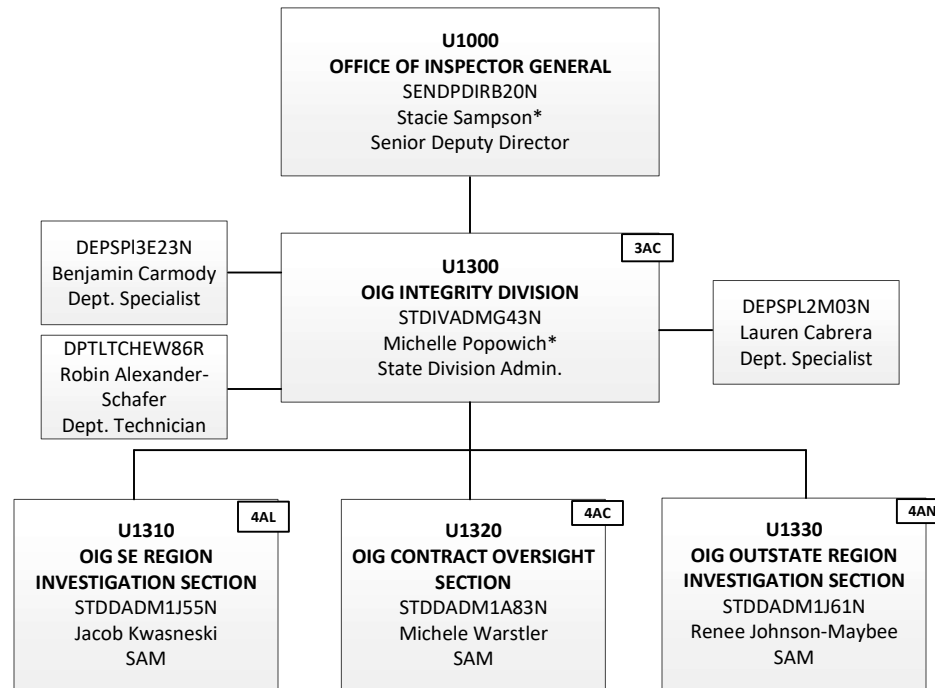 U1000
OFFICE OF INSPECTOR GENERAL
SENDPDIRB20N
Stacie Sampson*
Senior Deputy Director
DEPSPl3E23N
Benjamin Carmody
Dept. Specialist
DPTLTCHEW86R
Robin Alexander-
Schafer
Dept. Technician
3AC
U1300
OIG INTEGRITY DIVISION
STDIVADMG43N
Michelle Popowich*
State Division Admin.
DEPSPL2M03N
Lauren Cabrera
Dept. Specialist
4AL
U1310
OIG SE REGION
INVESTIGATION SECTION
STDDADM1J55N
Jacob Kwasneski
SAM
4AC
U1320
OIG CONTRACT OVERSIGHT
SECTION
STDDADM1A83N
Michele Warstler
SAM
4AN
U1330
OIG OUTSTATE REGION
INVESTIGATION SECTION
STDDADM1J61N
Renee Johnson-Maybee
SAM